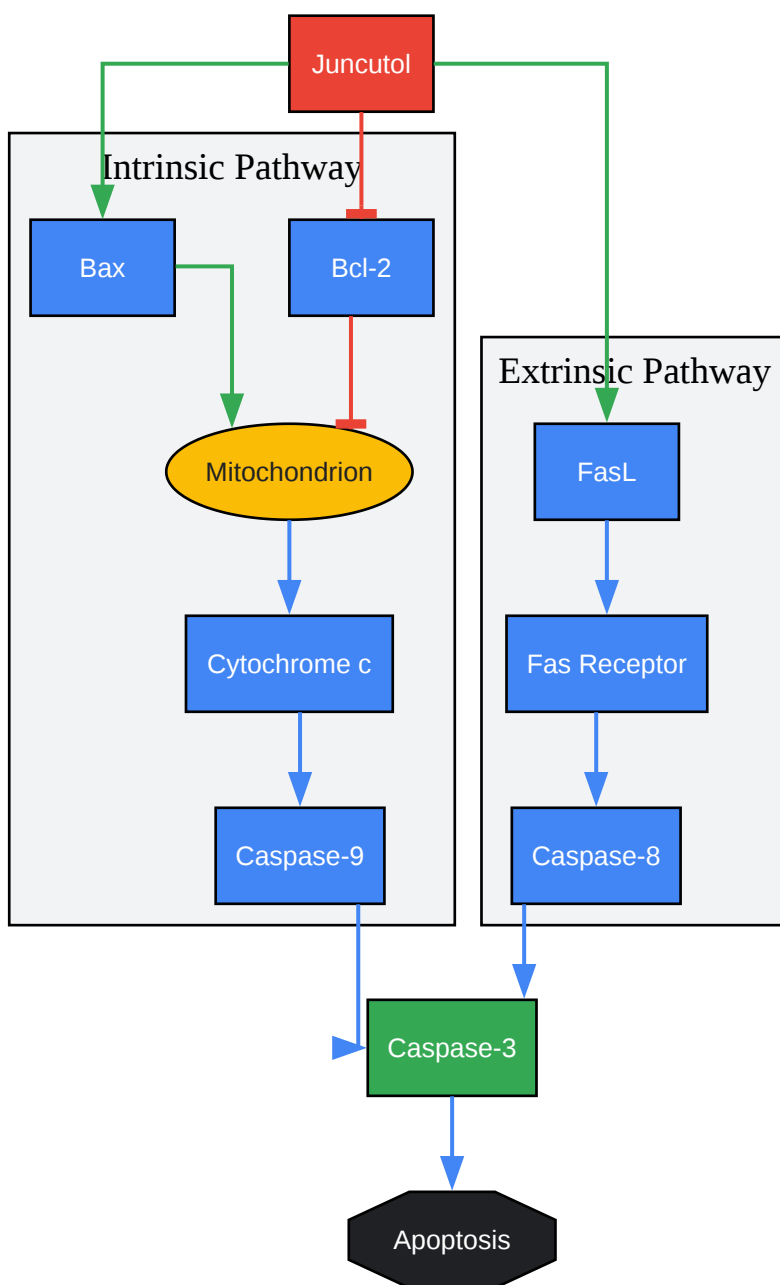 Juncutol
Intrinsic Pathway
Bax
Bcl-2
Extrinsic Pathway
Mitochondrion
FasL
Cytochrome c
Fas Receptor
Caspase-9
Caspase-8
Caspase-3
Apoptosis